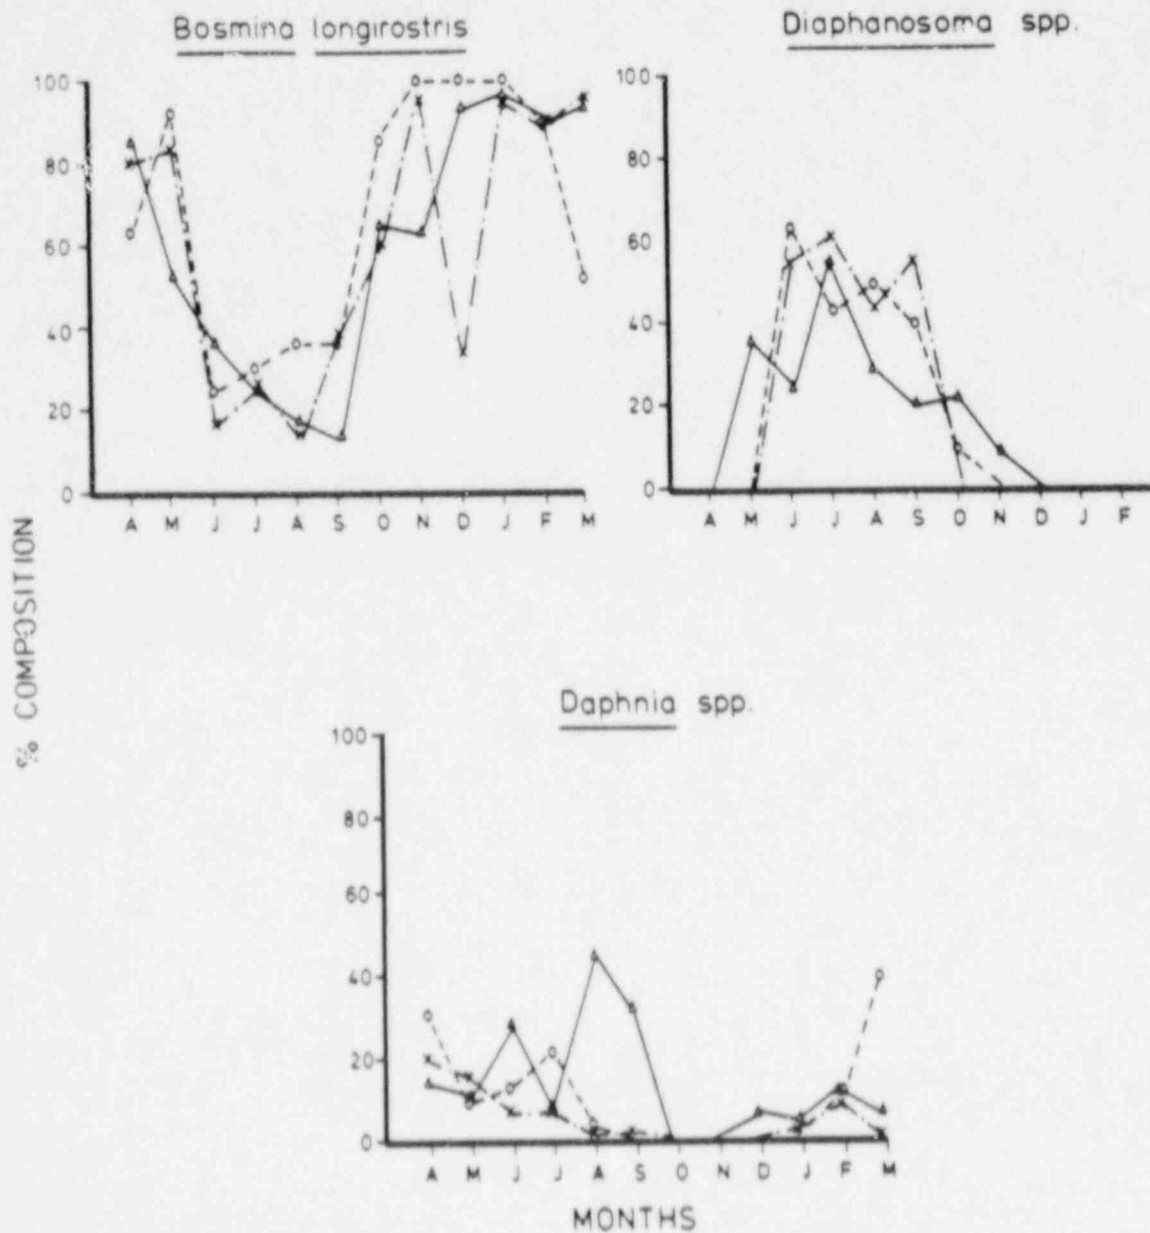 Bosmina longirostris
100
80
60
40
20
0
A M J J A S O N D J F M
Diaphanosoma spp.
100
80
60
40
20
0
A M J J A S O N D J F
% COMPOSITION
Daphnia spp.
100
80
60
40
20
0
A M J J A S O N D J F M
MONTHS